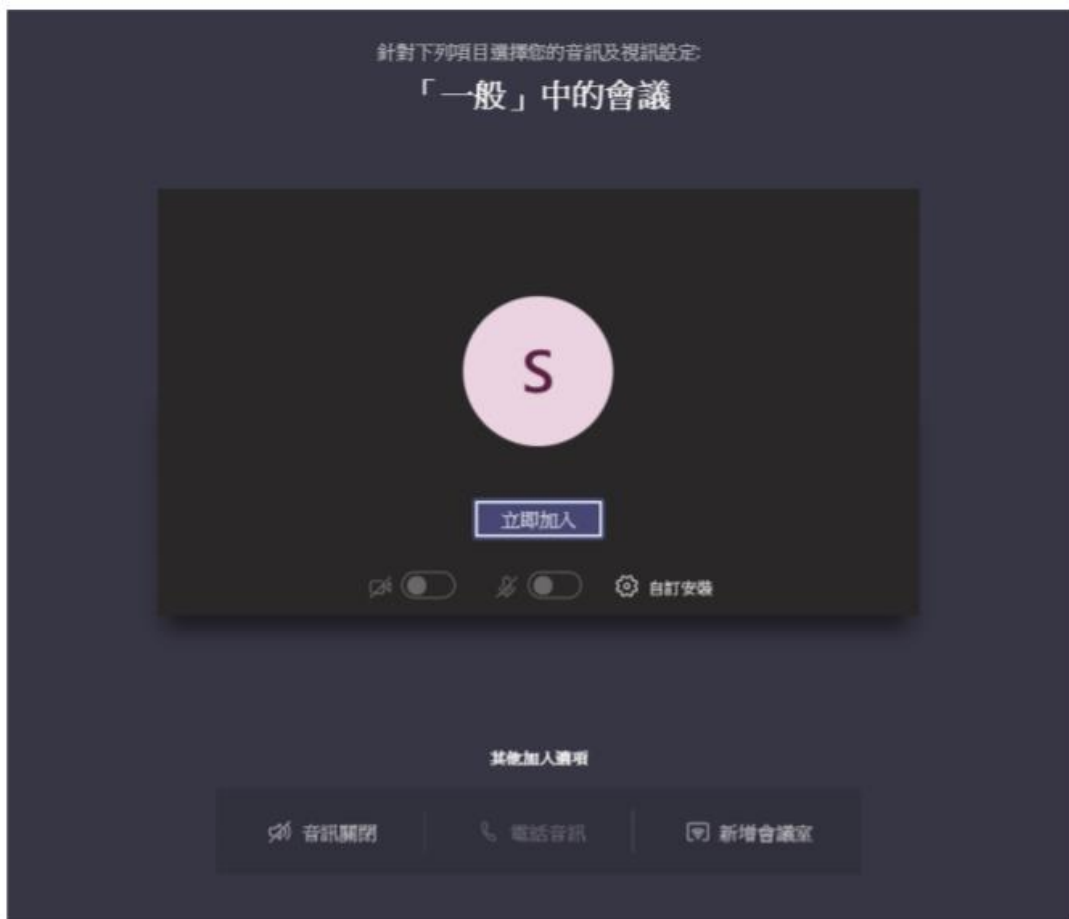 針對下列項目選擇您的音訊及視訊設定:
「一般」中的會議
S
立即加入
自訂安裝
其他加入選項
音訊關閉
電話音訊
新增會議室